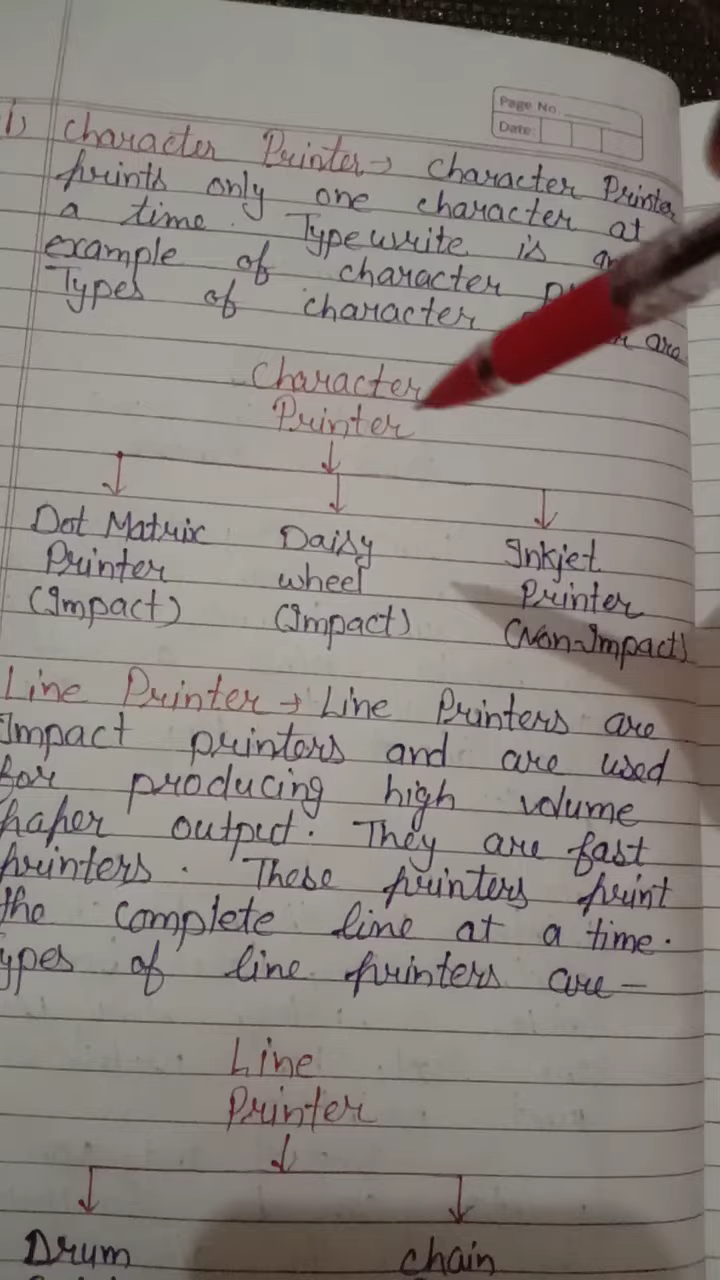 Page No.
Date:
1) Character Printer → Character Printer
prints only one character at
a time. Typewrite is an
example of character
Types of character are
Character
Printer
Dot Matrix Daisy Inkjet
Printer wheel Printer
(Impact) (Impact) (Non-Impact)
Line Printer → Line Printers are
Impact printers and are used
for producing high volume
paper output. They are fast
printers. These printers print
the complete line at a time.
ypes of line printers are –
Line
Printer
Drum chain